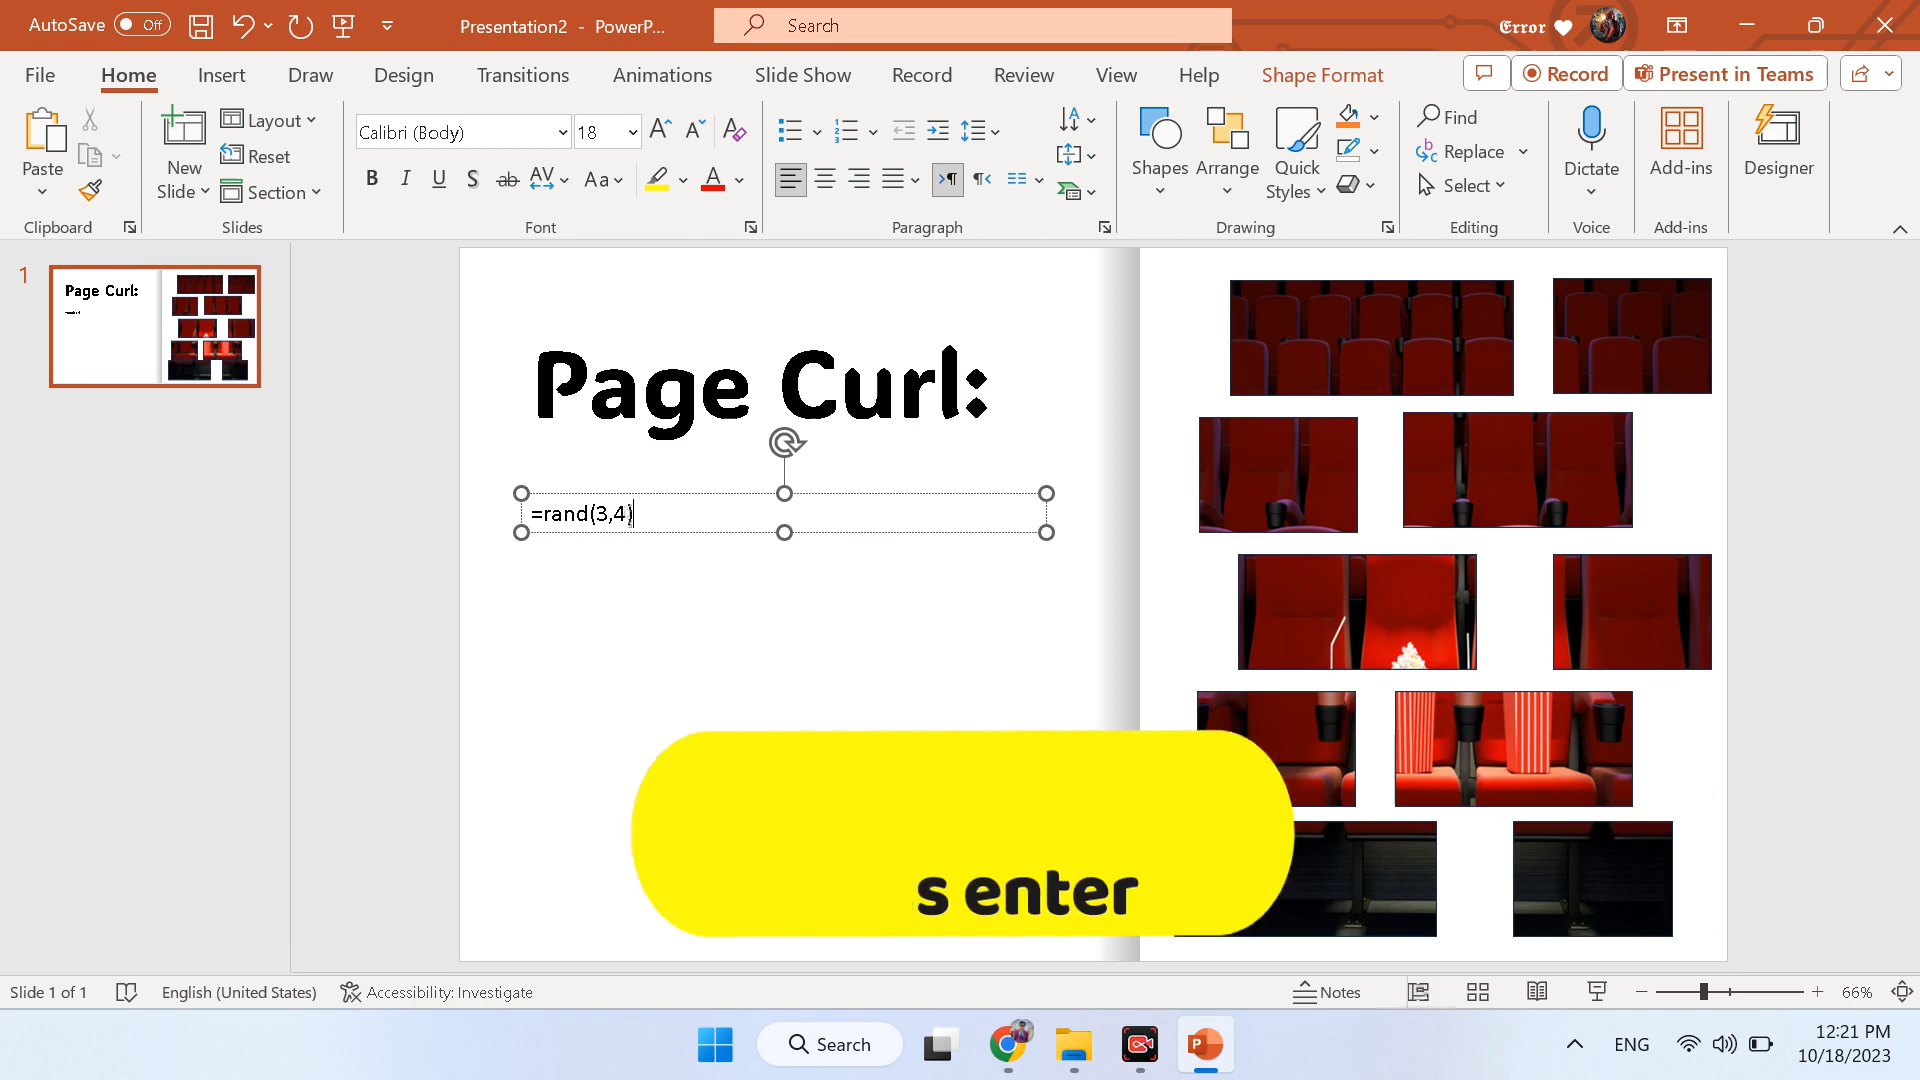 AutoSave Off Presentation2 - PowerP... Search Error
File Home Insert Draw Design Transitions Animations Slide Show Record Review View Help Shape Format Record Present in Teams
Paste
Clipboard
New Slide
Layout
Reset
Section
Slides
Calibri (Body) 18
B I U S ab AV Aa A
Font
Paragraph
Shapes Arrange Quick Styles
Drawing
Find
Replace
Select
Editing
Dictate
Voice
Add-ins
Add-ins
Designer
1
Page Curl:
Page Curl:
=rand(3,4)
s enter
Slide 1 of 1 English (United States) Accessibility: Investigate Notes 66%
Search ENG 12:21 PM
10/18/2023